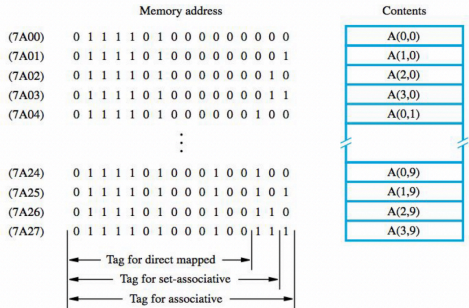 Memory address Contents
(7A00) 0 1 1 1 1 0 1 0 0 0 0 0 0 0 0 0 A(0,0)
(7A01) 0 1 1 1 1 0 1 0 0 0 0 0 0 0 0 1 A(1,0)
(7A02) 0 1 1 1 1 0 1 0 0 0 0 0 0 0 1 0 A(2,0)
(7A03) 0 1 1 1 1 0 1 0 0 0 0 0 0 0 1 1 A(3,0)
(7A04) 0 1 1 1 1 0 1 0 0 0 0 0 0 1 0 0 A(0,1)
(7A24) 0 1 1 1 1 0 1 0 0 0 1 0 0 1 0 0 A(0,9)
(7A25) 0 1 1 1 1 0 1 0 0 0 1 0 0 1 0 1 A(1,9)
(7A26) 0 1 1 1 1 0 1 0 0 0 1 0 0 1 1 0 A(2,9)
(7A27) 0 1 1 1 1 0 1 0 0 0 1 0 0 1 1 1 A(3,9)
Tag for direct mapped
Tag for set-associative
Tag for associative